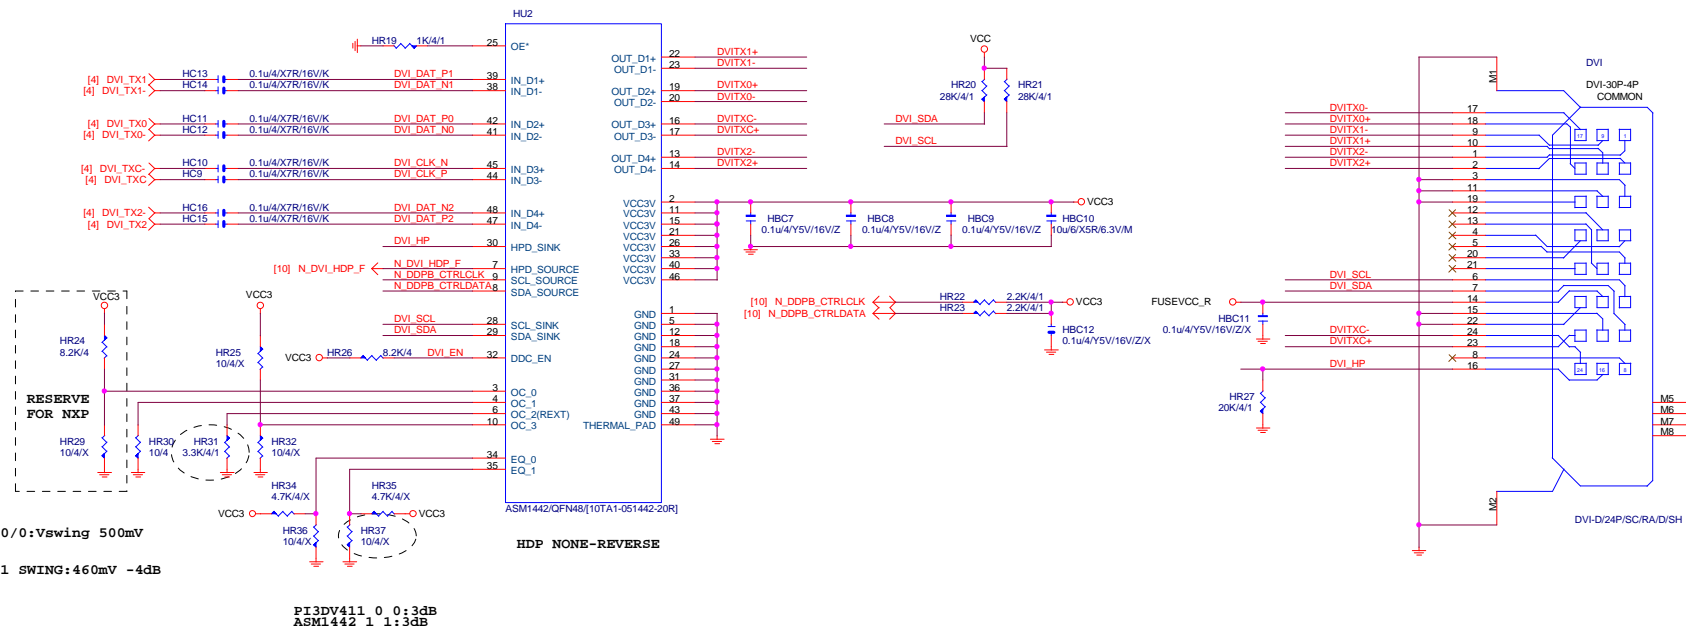 HU2
HR19 1K/4/1 25 OE*
[4] DVI_TX1 HC13 0.1u/4/X7R/16V/K DVI_DAT_P1 39 IN_D1+
[4] DVI_TX1- HC14 0.1u/4/X7R/16V/K DVI_DAT_N1 38 IN_D1-
[4] DVI_TX0 HC11 0.1u/4/X7R/16V/K DVI_DAT_P0 42 IN_D2+
[4] DVI_TX0- HC12 0.1u/4/X7R/16V/K DVI_DAT_N0 41 IN_D2-
[4] DVI_TXC- HC10 0.1u/4/X7R/16V/K DVI_CLK_N 45 IN_D3+
[4] DVI_TXC HC9 0.1u/4/X7R/16V/K DVI_CLK_P 44 IN_D3-
[4] DVI_TX2- HC16 0.1u/4/X7R/16V/K DVI_DAT_N2 48 IN_D4+
[4] DVI_TX2 HC15 0.1u/4/X7R/16V/K DVI_DAT_P2 47 IN_D4-
DVI_HP 30 HPD_SINK
[10] N_DVI_HDP_F N_DVI_HDP_F 7 HPD_SOURCE
N_DDPB_CTRLCLK 9 SCL_SOURCE
N_DDPB_CTRLDATA 8 SDA_SOURCE
DVI_SCL 28 SCL_SINK
DVI_SDA 29 SDA_SINK
VCC3 HR26 8.2K/4 DVI_EN 32 DDC_EN
3 OC_0
4 OC_1
6 OC_2(REXT)
10 OC_3
34 EQ_0
35 EQ_1
VCC3
HR24
8.2K/4
VCC3
HR25
10/4/X
RESERVE
FOR NXP
HR29
10/4/X
HR30
10/4
HR31
3.3K/4/1
HR32
10/4/X
HR34
4.7K/4/X
VCC3
HR35
4.7K/4/X
VCC3
HR36
10/4/X
HR37
10/4/X
OUT_D1+ 22 DVITX1+
OUT_D1- 23 DVITX1-
OUT_D2+ 19 DVITX0+
OUT_D2- 20 DVITX0-
OUT_D3+ 16 DVITXC-
OUT_D3- 17 DVITXC+
OUT_D4+ 13 DVITX2-
OUT_D4- 14 DVITX2+
VCC3V 2
VCC3V 11
VCC3V 15
VCC3V 21
VCC3V 26
VCC3V 33
VCC3V 40
VCC3V 46
GND 1
GND 5
GND 12
GND 18
GND 24
GND 27
GND 31
GND 36
GND 37
GND 43
THERMAL_PAD 49
ASM1442/QFN48/[10TA1-051442-20R]
HDP NONE-REVERSE
0/0:Vswing 500mV
1 SWING:460mV -4dB
PI3DV411 0 0:3dB
ASM1442 1 1:3dB
VCC
HR20
28K/4/1
HR21
28K/4/1
DVI_SDA
DVI_SCL
VCC3
HBC7
0.1u/4/Y5V/16V/Z
HBC8
0.1u/4/Y5V/16V/Z
HBC9
0.1u/4/Y5V/16V/Z
HBC10
10u/6/X5R/6.3V/M
[10] N_DDPB_CTRLCLK HR22 2.2K/4/1 VCC3
[10] N_DDPB_CTRLDATA HR23 2.2K/4/1
HBC12
0.1u/4/Y5V/16V/Z/X
DVI
DVI-30P-4P
COMMON
M1
DVITX0- 17
DVITX0+ 18
DVITX1- 9
DVITX1+ 10
DVITX2- 1
DVITX2+ 2
3
11
19
12
13
4
5
20
21
DVI_SCL 6
DVI_SDA 7
FUSEVCC_R 14
15
22
DVITXC- 24
DVITXC+ 23
8
DVI_HP 16
HBC11
0.1u/4/Y5V/16V/Z/X
HR27
20K/4/1
17 9 1
24 16 8
M5
M6
M7
M8
M2
DVI-D/24P/SC/RA/D/SH